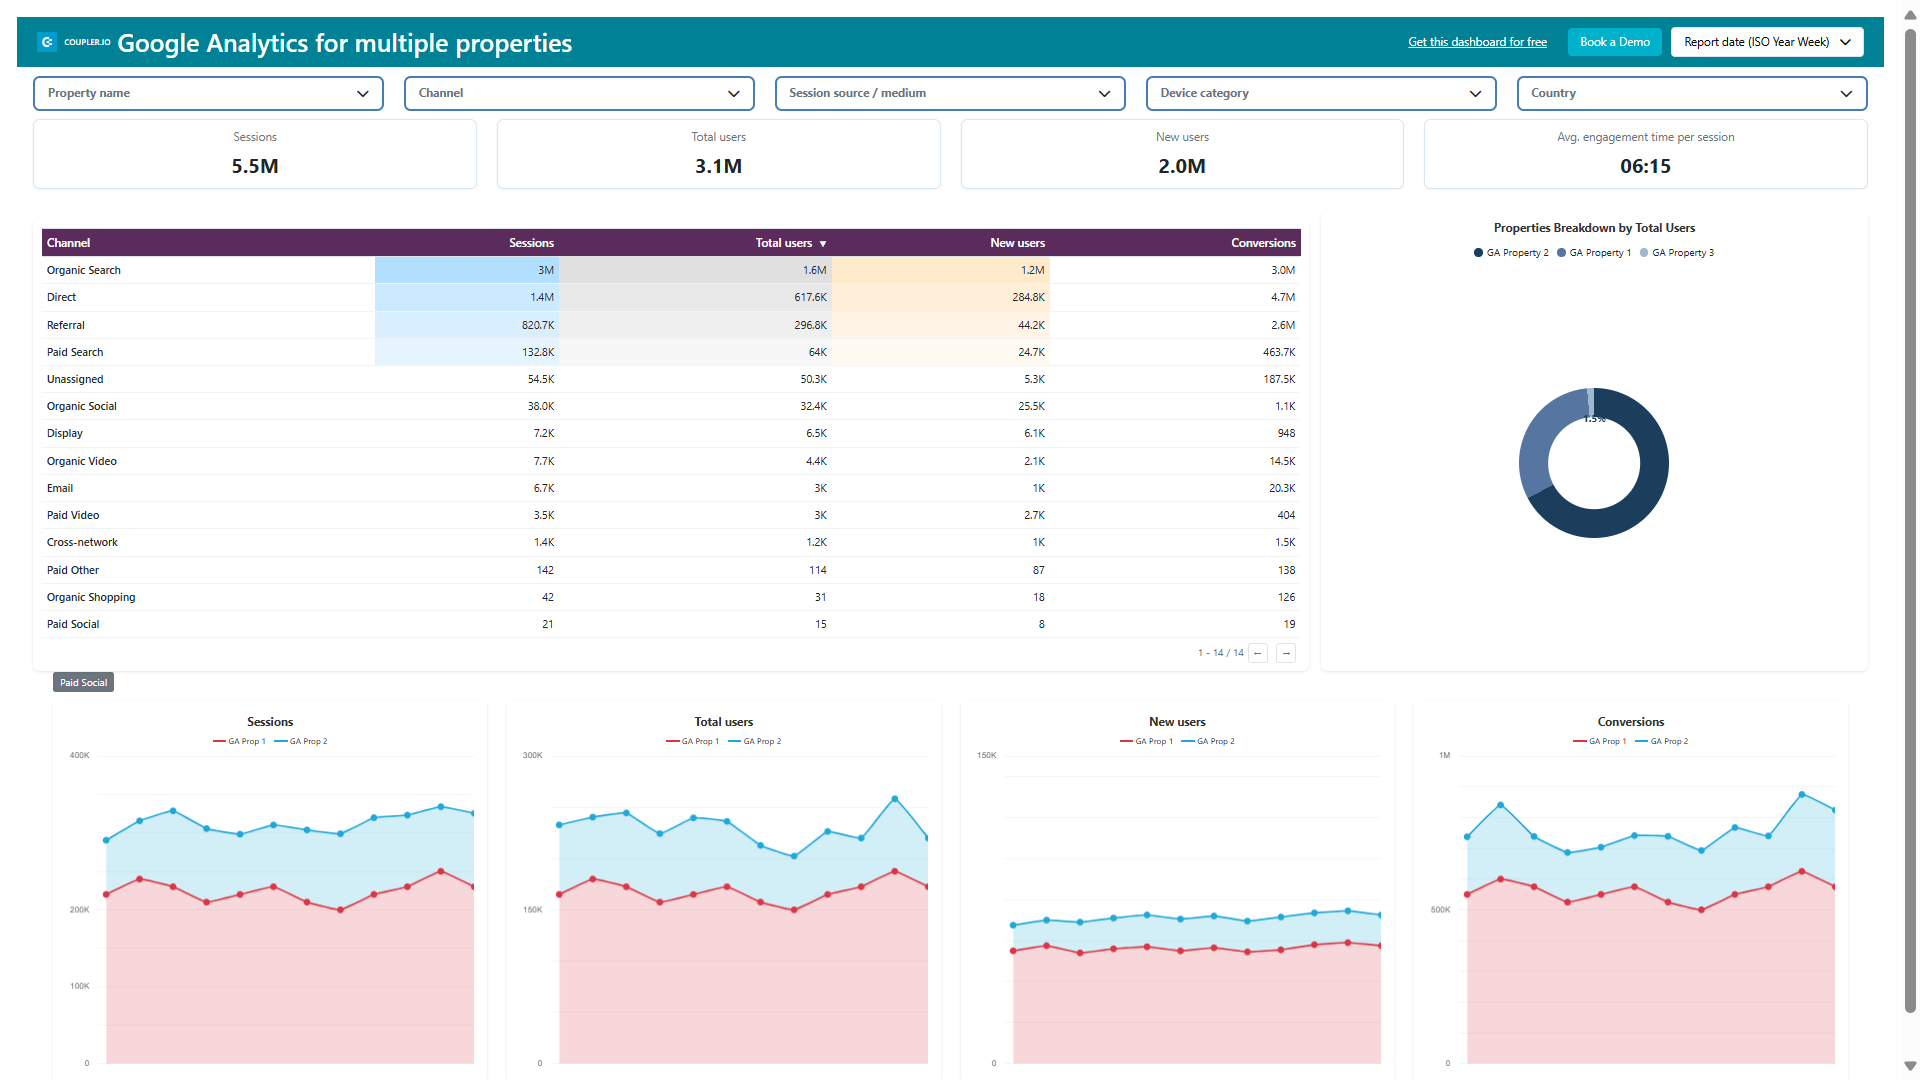 COUPLER.IO Google Analytics for multiple properties
Get this dashboard for free
Book a Demo
Report date (ISO Year Week)
Property name
Channel
Session source / medium
Device category
Country
Sessions
5.5M
Total users
3.1M
New users
2.0M
Avg. engagement time per session
06:15
Channel Sessions Total users ▼ New users Conversions
Organic Search 3M 1.6M 1.2M 3.0M
Direct 1.4M 617.6K 284.8K 4.7M
Referral 820.7K 296.8K 44.2K 2.6M
Paid Search 132.8K 64K 24.7K 463.7K
Unassigned 54.5K 50.3K 5.3K 187.5K
Organic Social 38.0K 32.4K 25.5K 1.1K
Display 7.2K 6.5K 6.1K 948
Organic Video 7.7K 4.4K 2.1K 14.5K
Email 6.7K 3K 1K 20.3K
Paid Video 3.5K 3K 2.7K 404
Cross-network 1.4K 1.2K 1K 1.5K
Paid Other 142 114 87 138
Organic Shopping 42 31 18 126
Paid Social 21 15 8 19
1 - 14 / 14 ← →
Properties Breakdown by Total Users
GA Property 2 GA Property 1 GA Property 3
1.5%
Paid Social
Sessions
GA Prop 1 GA Prop 2
400K
200K
100K
0
Total users
GA Prop 1 GA Prop 2
300K
150K
0
New users
GA Prop 1 GA Prop 2
150K
0
Conversions
GA Prop 1 GA Prop 2
1M
500K
0